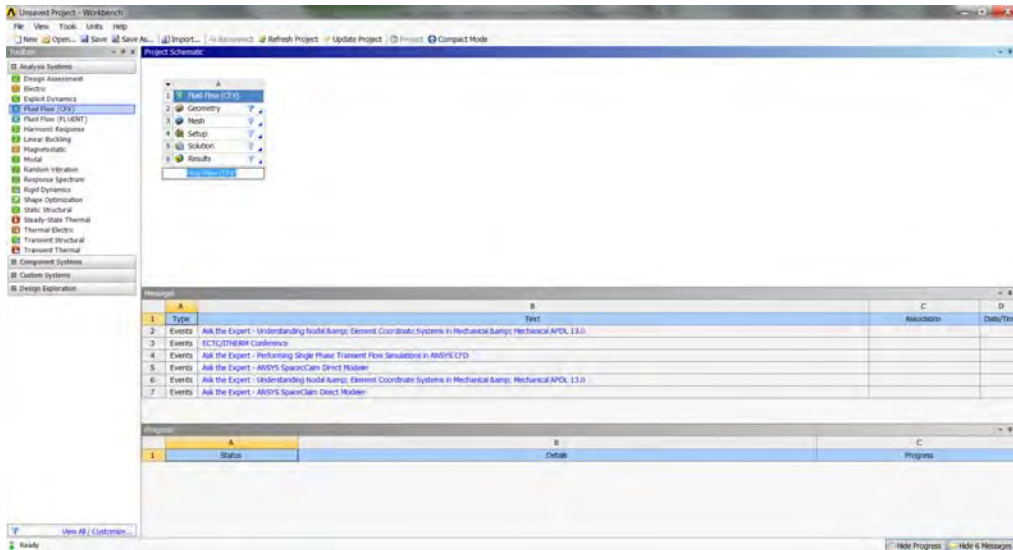 Unsaved Project - Workbench
File View Tools Units Help
New Open... Save Save As... Import... Reconnect Refresh Project Update Project Project Compact Mode
Toolbox
Project Schematic
Analysis Systems
Design Assessment
Electric
Explicit Dynamics
Fluid Flow (CFX)
Fluid Flow (FLUENT)
Harmonic Response
Linear Buckling
Magnetostatic
Modal
Random Vibration
Response Spectrum
Rigid Dynamics
Shape Optimization
Static Structural
Steady-State Thermal
Thermal-Electric
Transient Structural
Transient Thermal
Component Systems
Custom Systems
Design Exploration
View All / Customize...
A
1 Fluid Flow (CFX)
2 Geometry ?
3 Mesh ?
4 Setup ?
5 Solution ?
6 Results ?
Fluid Flow (CFX)
Messages
A B C D
1 Type Text Association Date/Tim
2 Events Ask the Expert - Understanding Nodal &amp; Element Coordinate Systems in Mechanical &amp; Mechanical APDL 13.0
3 Events ECTC/ITHERM Conference
4 Events Ask the Expert - Performing Single Phase Transient Flow Simulations in ANSYS CFD
5 Events Ask the Expert - ANSYS SpaceClaim Direct Modeler
6 Events Ask the Expert - Understanding Nodal &amp; Element Coordinate Systems in Mechanical &amp; Mechanical APDL 13.0
7 Events Ask the Expert - ANSYS SpaceClaim Direct Modeler
Progress
A B C
1 Status Details Progress
Ready
Hide Progress Hide 6 Messages